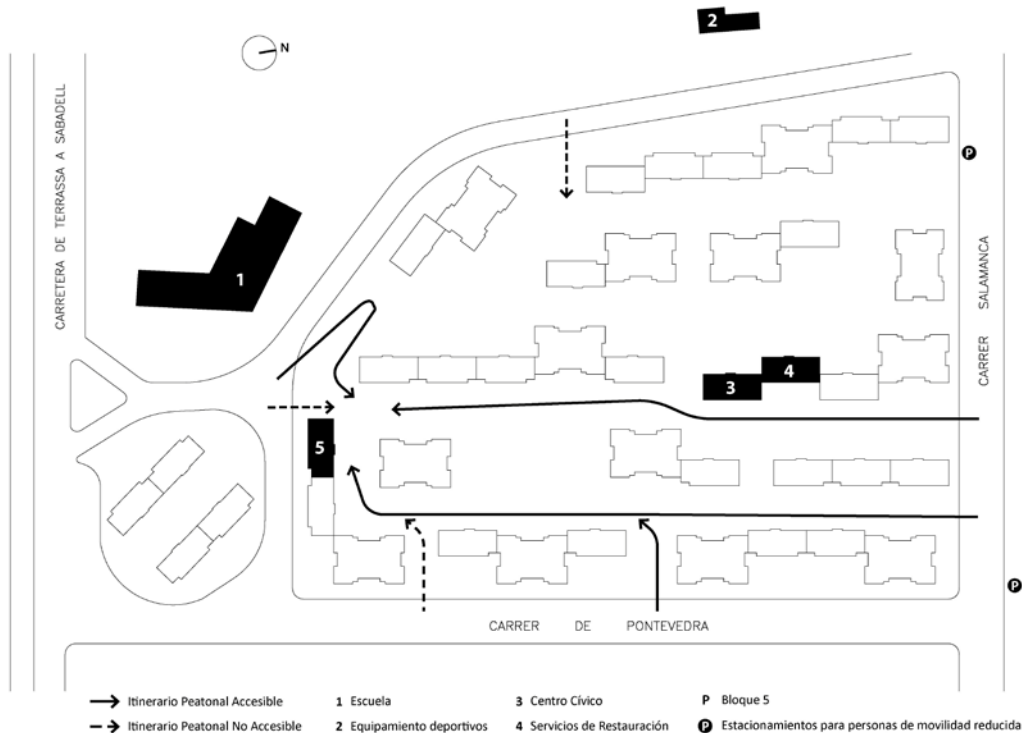 2
N
CARRETERA DE TERRASSA A SABADELL
P
1
CARRER SALAMANCA
4
3
5
P
CARRER DE PONTEVEDRA
Itinerario Peatonal Accesible
1 Escuela
3 Centro Cívico
P Bloque 5
Itinerario Peatonal No Accesible
2 Equipamiento deportivos
4 Servicios de Restauración
P Estacionamientos para personas de movilidad reducida